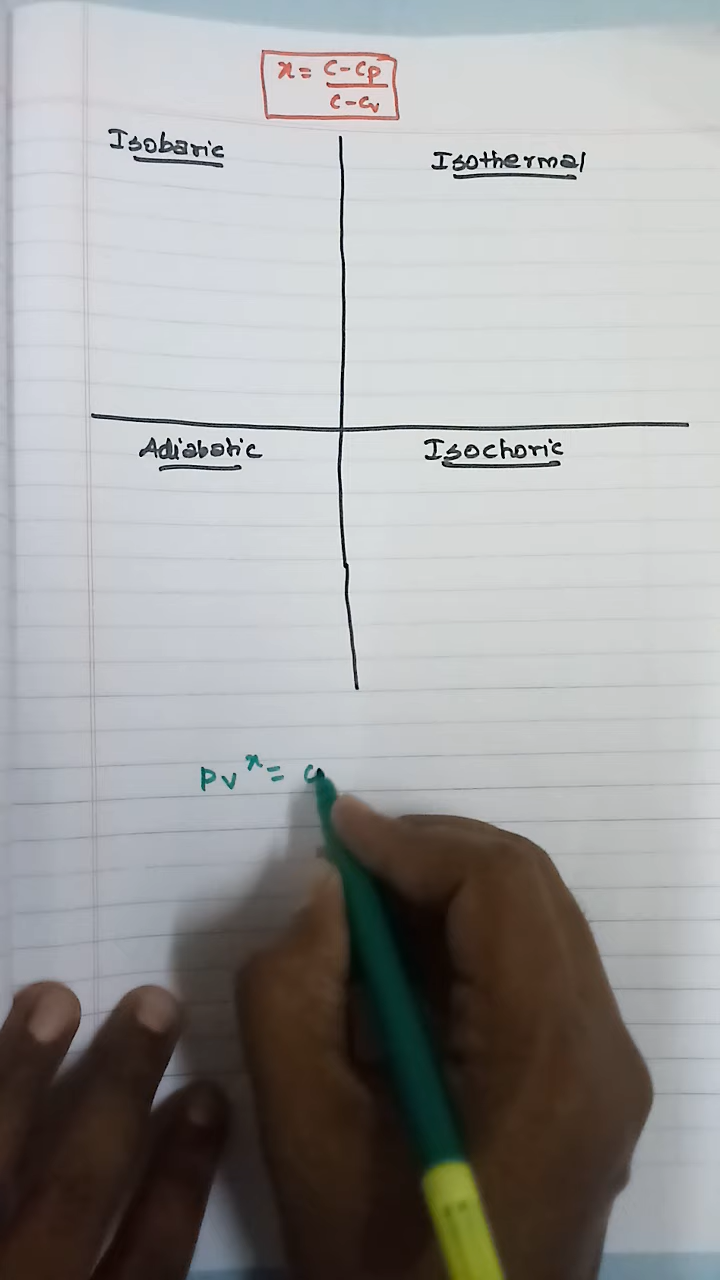 x = C-Cp / C-Cv
Isobaric
Isothermal
Adiabatic
Isochoric
PV^x = c